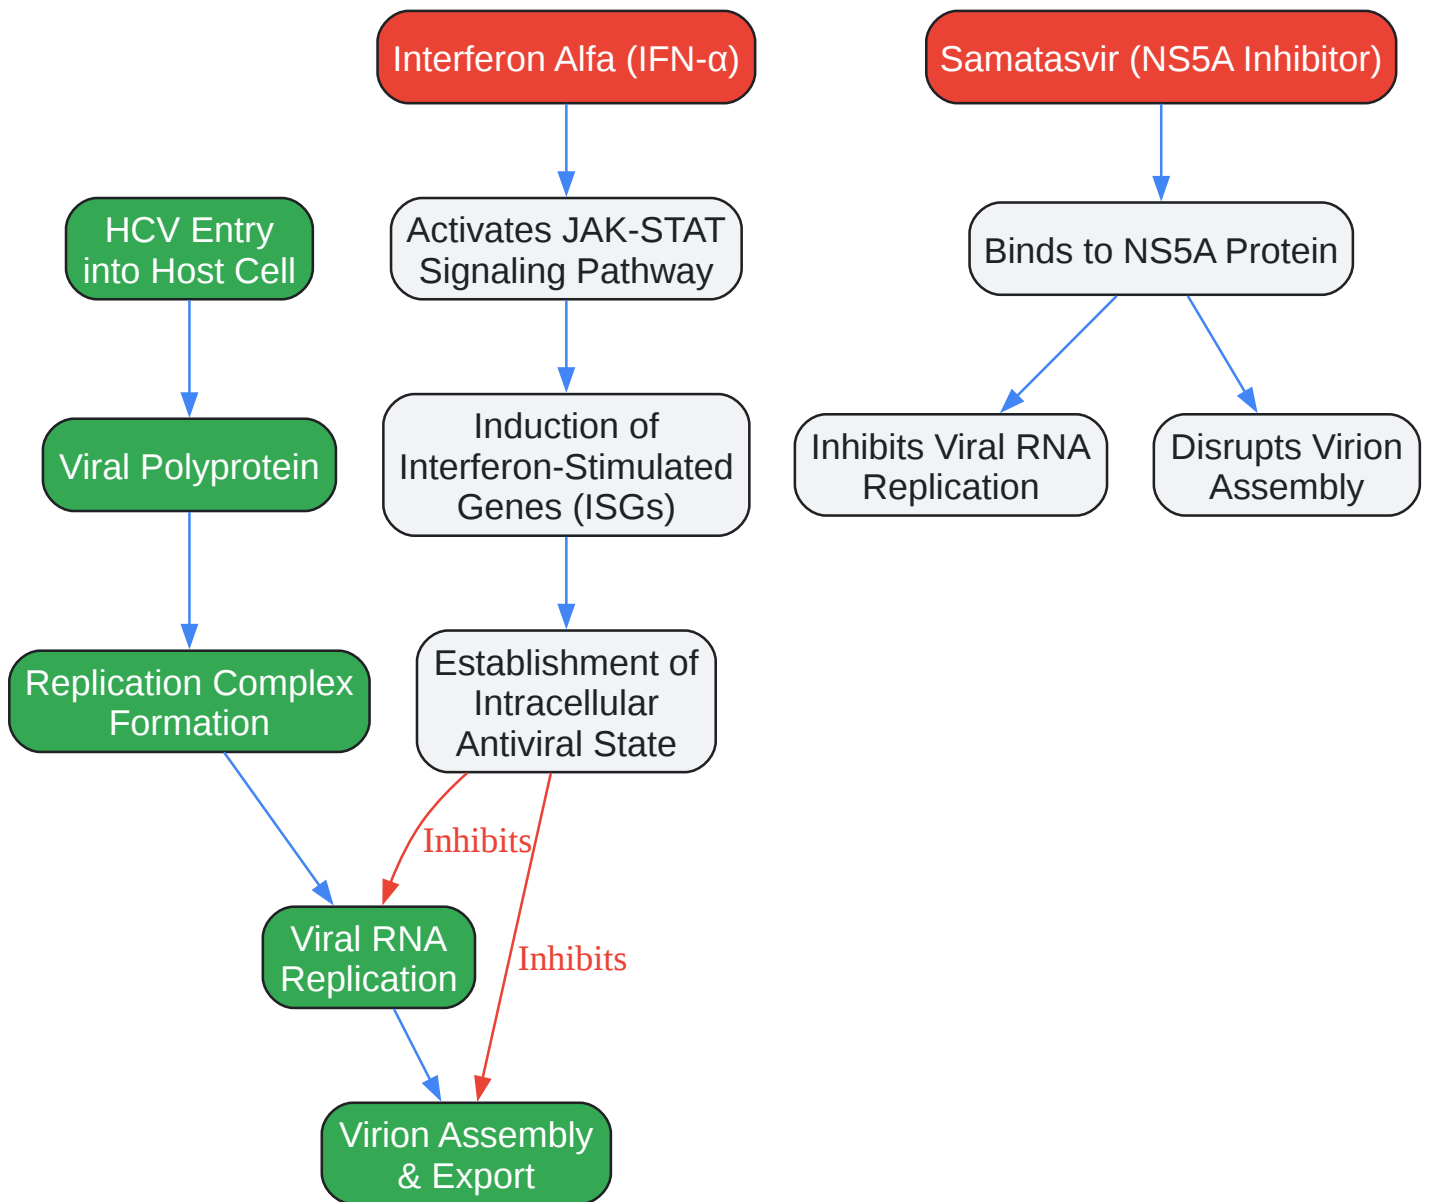 Interferon Alfa (IFN-α)
Samatasvir (NS5A Inhibitor)
HCV Entry
into Host Cell
Activates JAK-STAT
Signaling Pathway
Binds to NS5A Protein
Viral Polyprotein
Induction of
Interferon-Stimulated
Genes (ISGs)
Inhibits Viral RNA
Replication
Disrupts Virion
Assembly
Replication Complex
Formation
Establishment of
Intracellular
Antiviral State
Inhibits
Inhibits
Viral RNA
Replication
Virion Assembly
& Export